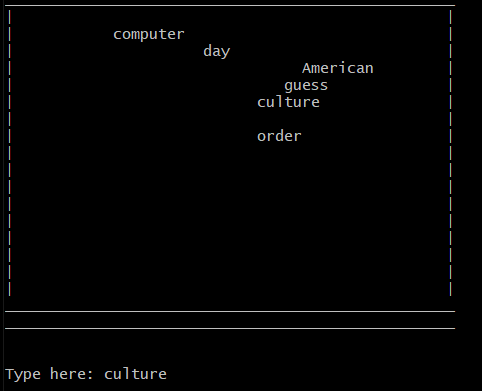 computer
day
American
guess
culture
order
Type here: culture